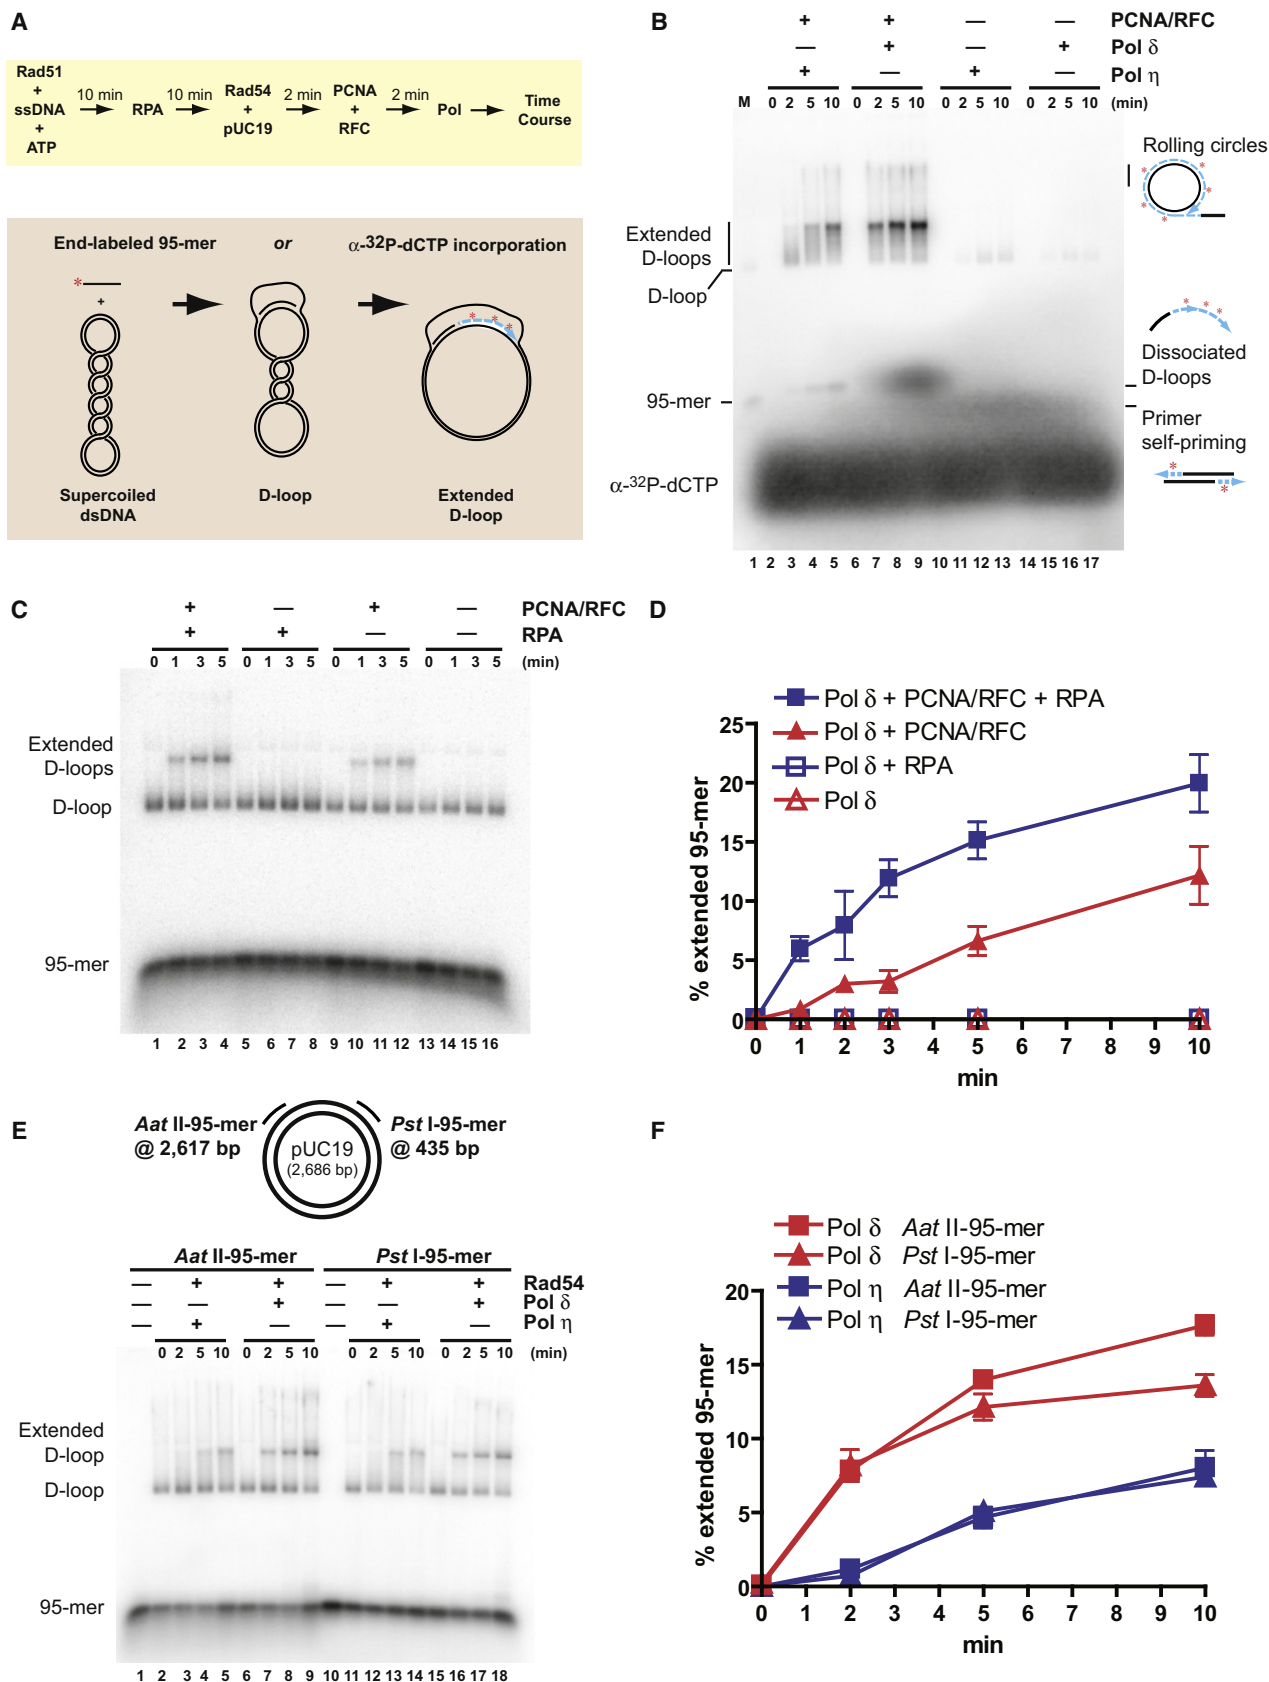 A
Rad51
+
ssDNA
+
ATP
10 min
RPA
10 min
Rad54
+
pUC19
2 min
PCNA
+
RFC
2 min
Pol
Time
Course
End-labeled 95-mer
or
α-³²P-dCTP incorporation
*
+
* * *
Supercoiled
dsDNA
D-loop
Extended
D-loop
B
+ + — — PCNA/RFC
— + — + Pol δ
+ — + — Pol η
M 0 2 5 10 0 2 5 10 0 2 5 10 0 2 5 10 (min)
Extended
D-loops
D-loop
95-mer
α-³²P-dCTP
Rolling circles
Dissociated
D-loops
Primer
self-priming
1 2 3 4 5 6 7 8 9 10 11 12 13 14 15 16 17
C
+ — + — PCNA/RFC
+ + — — RPA
0 1 3 5 0 1 3 5 0 1 3 5 0 1 3 5 (min)
Extended
D-loops
D-loop
95-mer
1 2 3 4 5 6 7 8 9 10 11 12 13 14 15 16
D
Pol δ + PCNA/RFC + RPA
Pol δ + PCNA/RFC
Pol δ + RPA
Pol δ
% extended 95-mer
25
20
15
10
5
0
0 1 2 3 4 5 6 7 8 9 10
min
E
Aat II-95-mer
@ 2,617 bp
pUC19
(2,686 bp)
Pst I-95-mer
@ 435 bp
Aat II-95-mer Pst I-95-mer
— + + — + + Rad54
— — + — — + Pol δ
— + — — + — Pol η
0 2 5 10 0 2 5 10 0 2 5 10 0 2 5 10 (min)
Extended
D-loop
D-loop
95-mer
1 2 3 4 5 6 7 8 9 10 11 12 13 14 15 16 17 18
F
Pol δ Aat II-95-mer
Pol δ Pst I-95-mer
Pol η Aat II-95-mer
Pol η Pst I-95-mer
% extended 95-mer
20
15
10
5
0
0 1 2 3 4 5 6 7 8 9 10
min